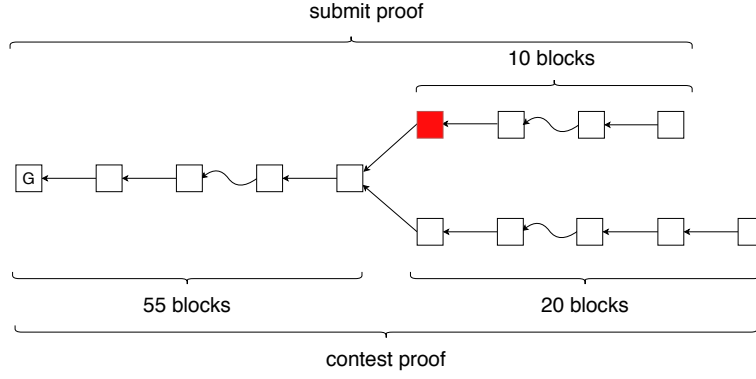 submit proof
10 blocks
G
55 blocks
20 blocks
contest proof